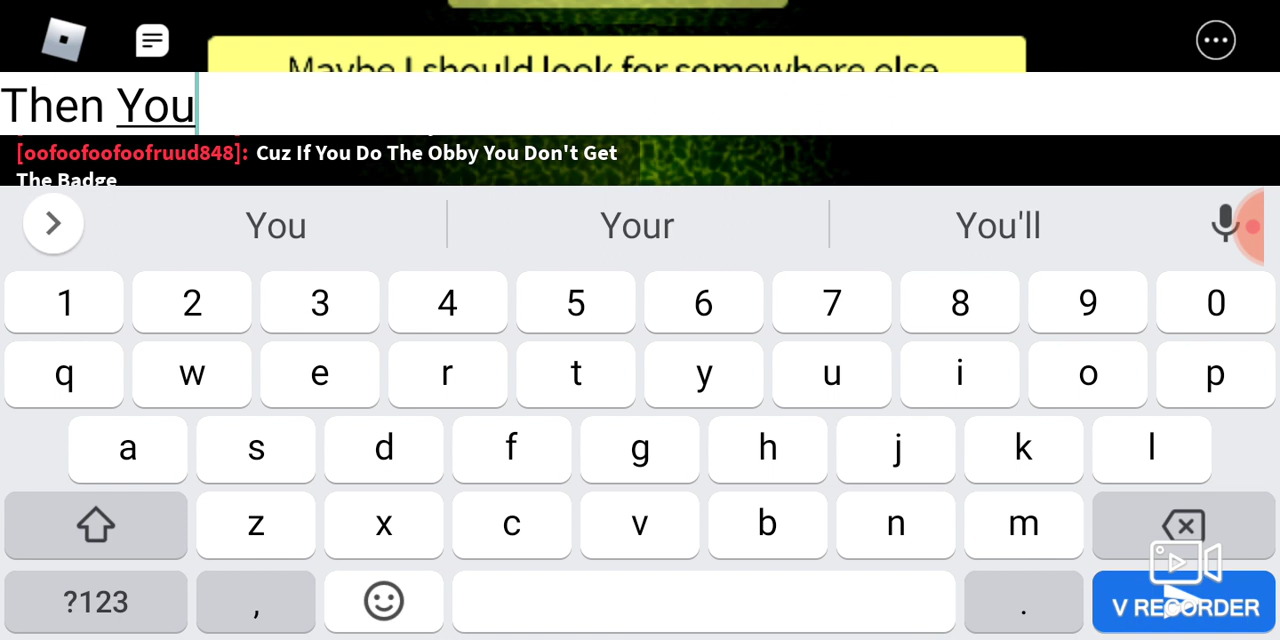 Maybe I should look for somewhere else
Then You
[oofoofoofoofruud848]: Cuz If You Do The Obby You Don't Get
The Badge
You Your You'll
1 2 3 4 5 6 7 8 9 0
q w e r t y u i o p
a s d f g h j k l
z x c v b n m
?123 , .
V RECORDER